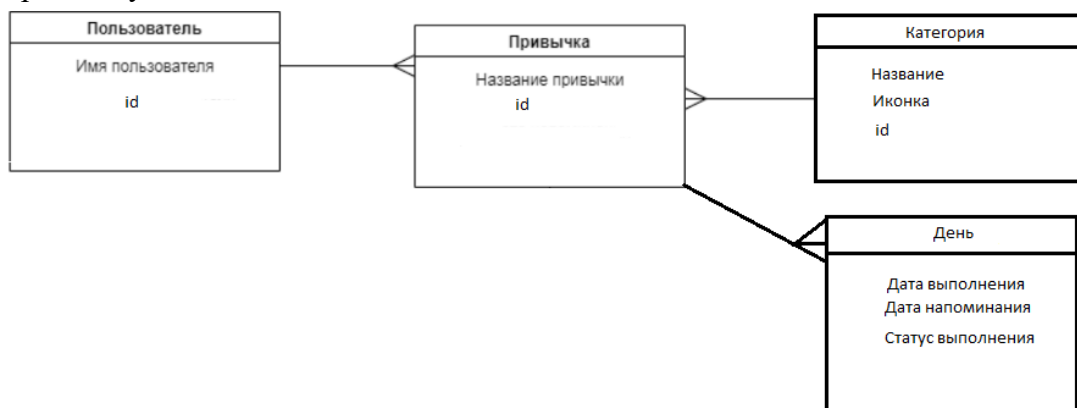 Пользователь
Имя пользователя
id
Привычка
Название привычки
id
Категория
Название
Иконка
id
День
Дата выполнения
Дата напоминания
Статус выполнения